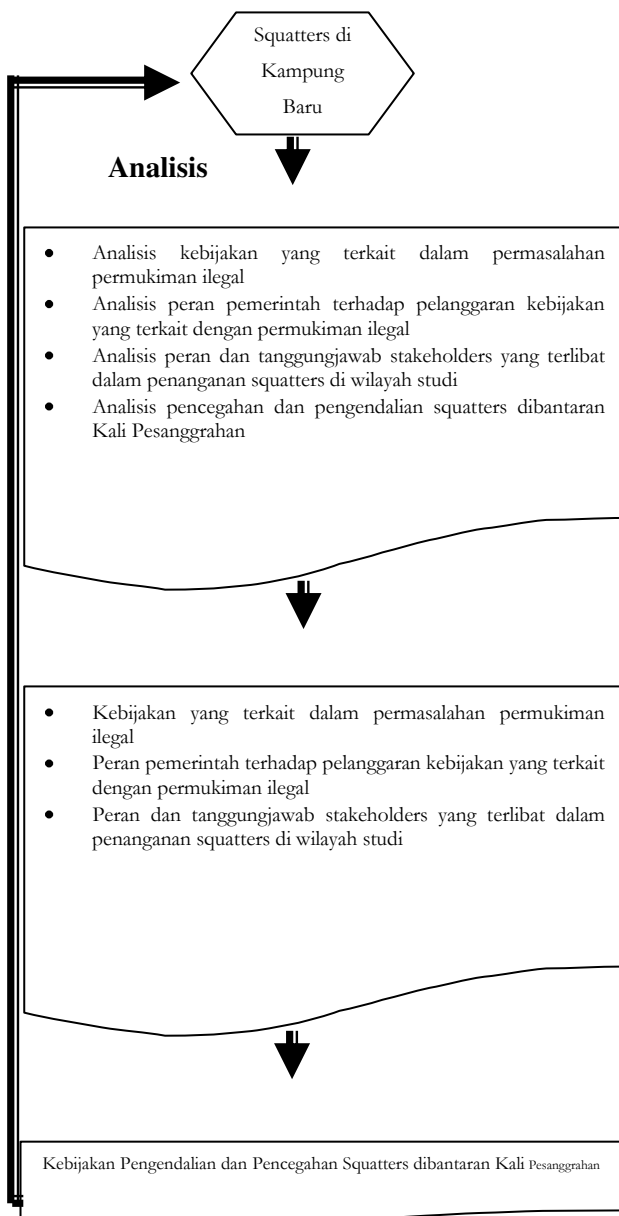 Squatters di
Kampung
Baru
Analisis
• Analisis kebijakan yang terkait dalam permasalahan
permukiman ilegal
• Analisis peran pemerintah terhadap pelanggaran kebijakan
yang terkait dengan permukiman ilegal
• Analisis peran dan tanggungjawab stakeholders yang terlibat
dalam penanganan squatters di wilayah studi
• Analisis pencegahan dan pengendalian squatters dibantaran
Kali Pesanggrahan
• Kebijakan yang terkait dalam permasalahan permukiman
ilegal
• Peran pemerintah terhadap pelanggaran kebijakan yang terkait
dengan permukiman ilegal
• Peran dan tanggungjawab stakeholders yang terlibat dalam
penanganan squatters di wilayah studi
Kebijakan Pengendalian dan Pencegahan Squatters dibantaran Kali Pesanggrahan